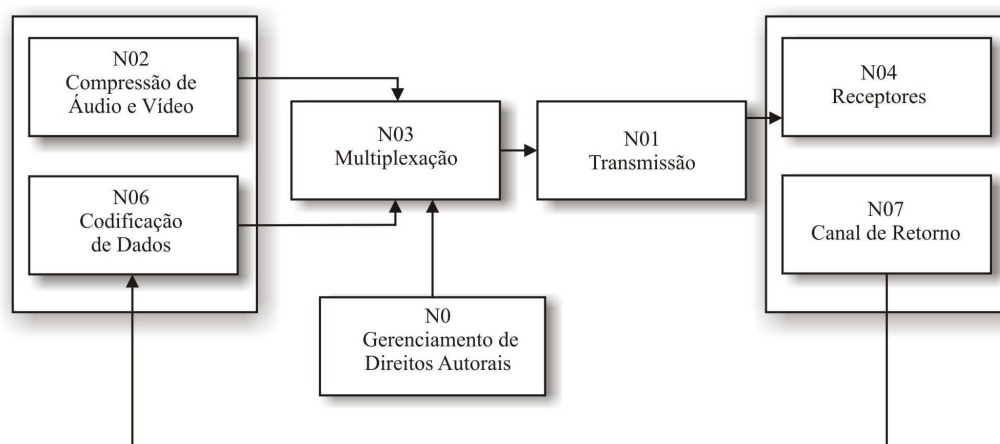 N02
Compressão de
Áudio e Vídeo
N06
Codificação
de Dados
N03
Multiplexação
N0
Gerenciamento de
Direitos Autorais
N01
Transmissão
N04
Receptores
N07
Canal de Retorno